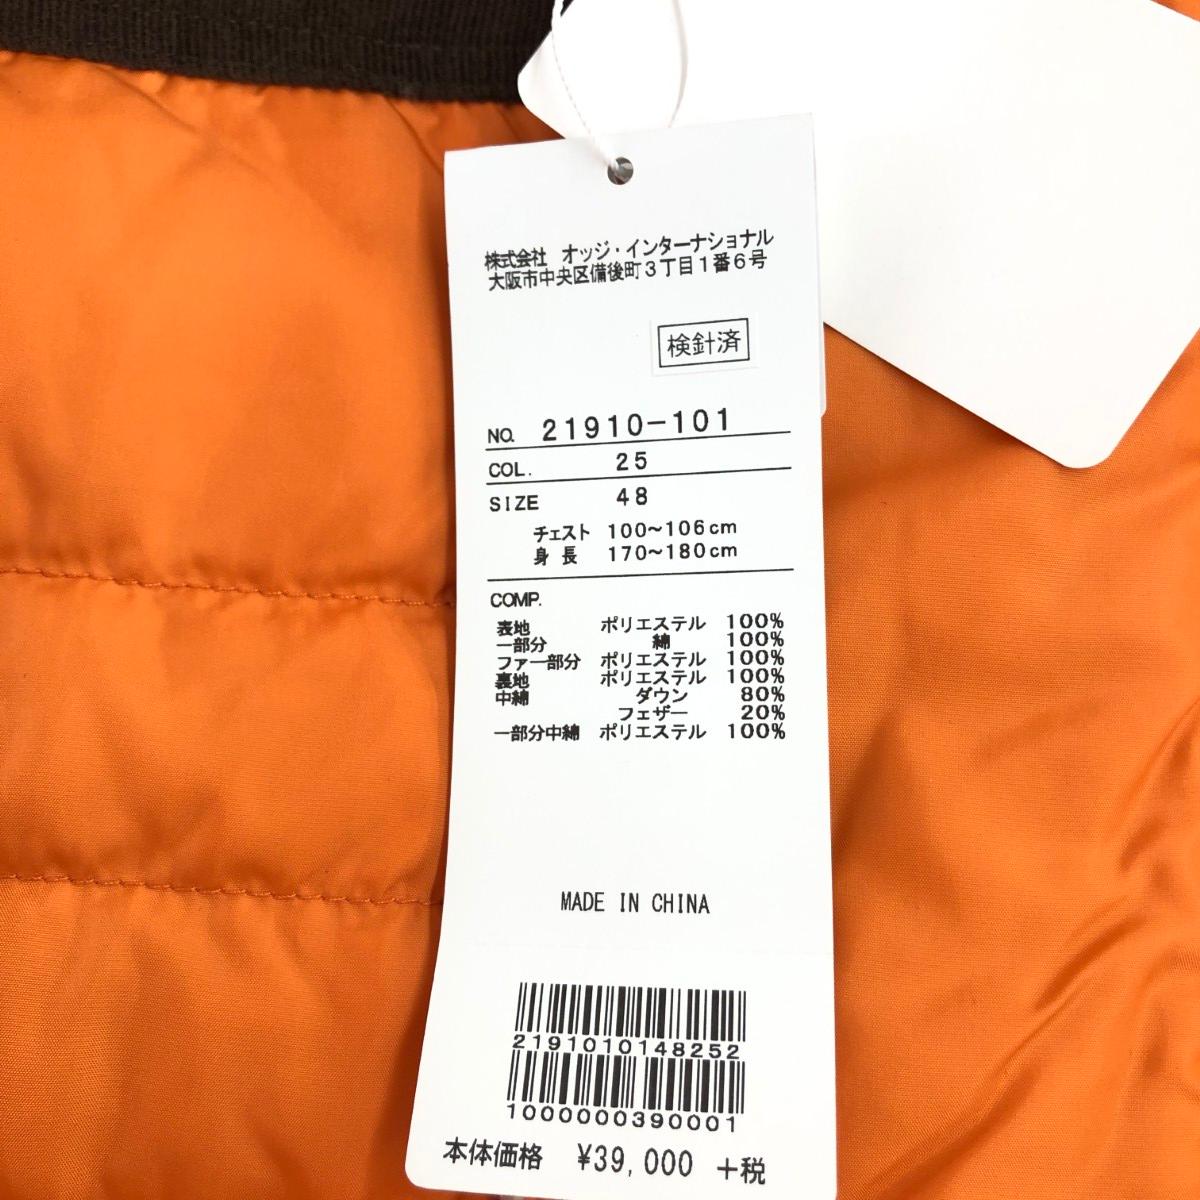 株式会社 オッジ・インターナショナル
大阪市中央区備後町3丁目1番6号
検針済
NO. 21910-101
COL. 25
SIZE 48
チェスト 100~106cm
身長 170~180cm
COMP.
表地 ポリエステル 100%
一部分 綿 100%
ファー部分 ポリエステル 100%
裏地 ポリエステル 100%
中綿 ダウン 80%
フェザー 20%
一部分中綿 ポリエステル 100%
MADE IN CHINA
2191010148252
1000000390001
本体価格 ¥39,000 +税